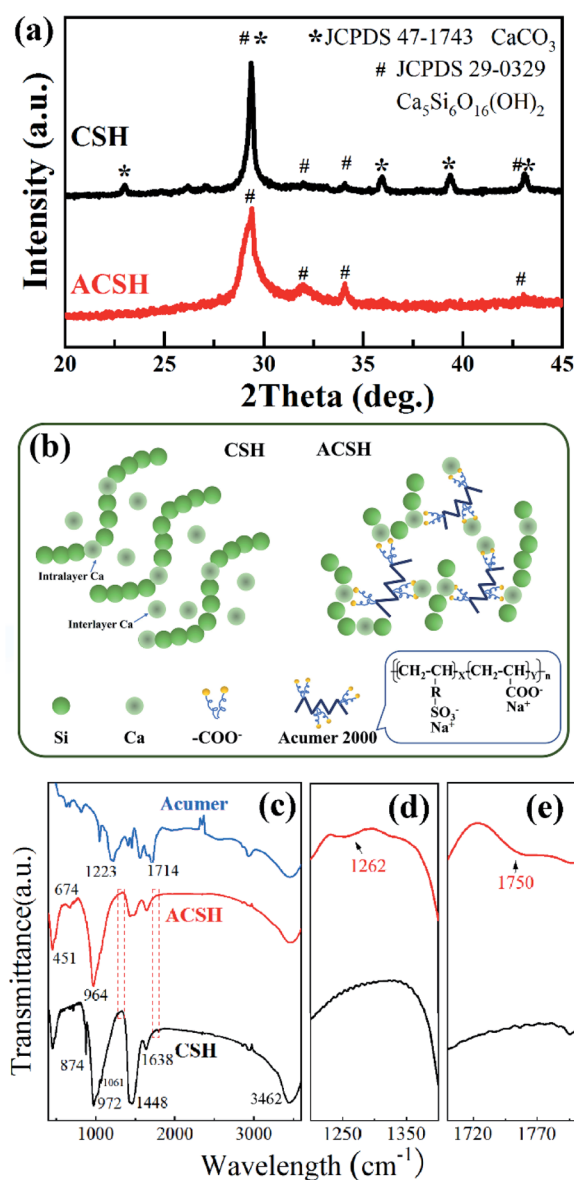 (a)
# *
*JCPDS 47-1743 CaCO3
# JCPDS 29-0329
Ca5Si6O16(OH)2
CSH
*
#
#
*
*
#*
#
ACSH
#
#
#
Intensity (a.u.)
20 25 30 35 40 45
2Theta (deg.)
(b)
CSH ACSH
Intralayer Ca
Interlayer Ca
Si Ca -COO- Acumer 2000
{(CH2-CH)X(CH2-CH)Y}n
R COO-
SO3- Na+
Na+
(c) (d) (e)
Acumer
1223 1714
674
ACSH
451
964
874
972
1061
1448
1638
CSH
3462
1262
1750
Transmittance(a.u.)
1000 2000 3000 1250 1350 1720 1770
Wavelength (cm-1)